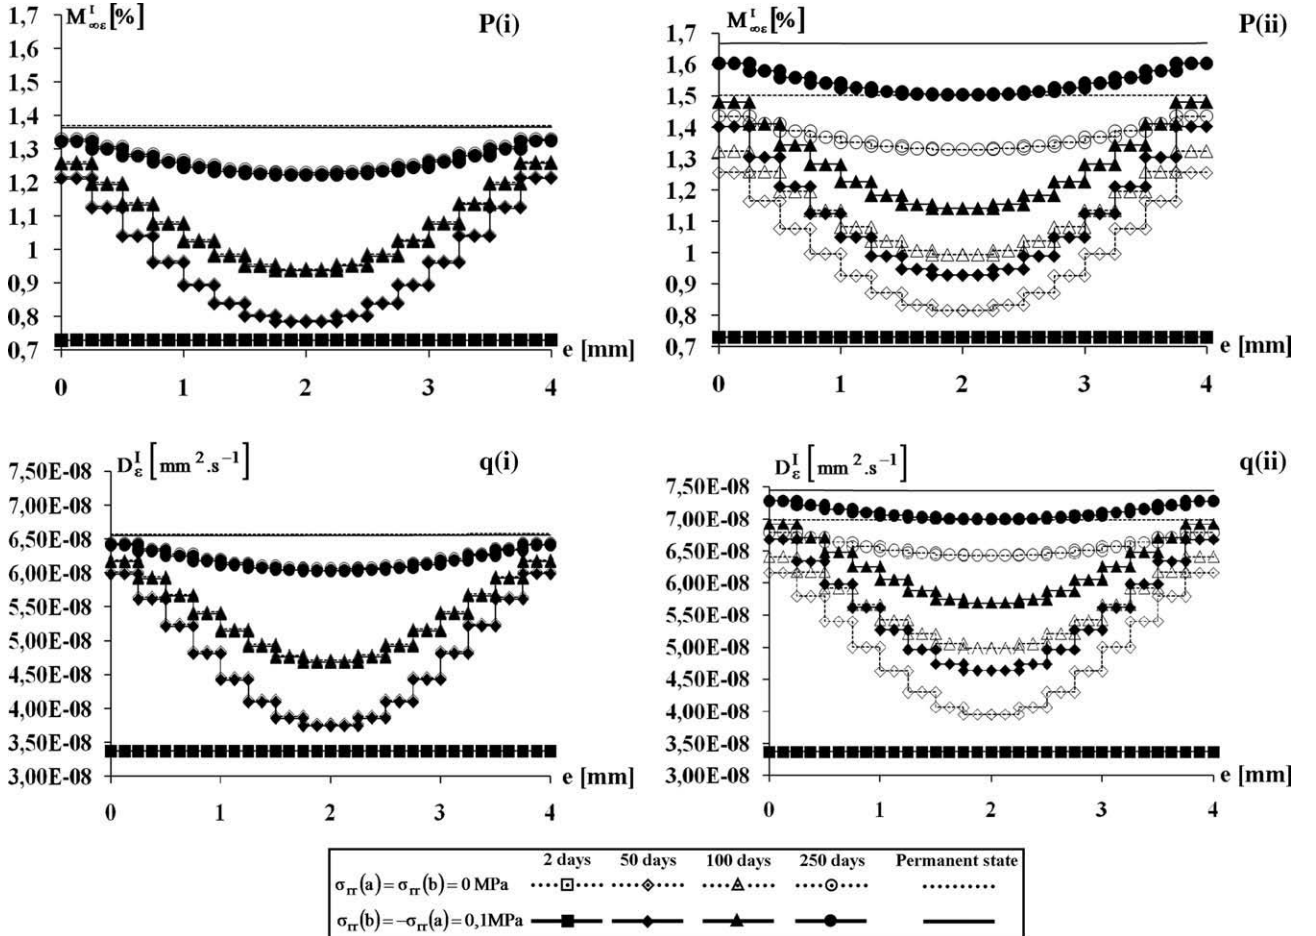 M∞ε^I [%] P(i)
1,7
1,6
1,5
1,4
1,3
1,2
1,1
1
0,9
0,8
0,7
e [mm]
0 1 2 3 4
M∞ε^I [%] P(ii)
1,7
1,6
1,5
1,4
1,3
1,2
1,1
1
0,9
0,8
0,7
e [mm]
0 1 2 3 4
Dε^I [mm².s⁻¹] q(i)
7,50E-08
7,00E-08
6,50E-08
6,00E-08
5,50E-08
5,00E-08
4,50E-08
4,00E-08
3,50E-08
3,00E-08
e [mm]
0 1 2 3 4
Dε^I [mm².s⁻¹] q(ii)
7,50E-08
7,00E-08
6,50E-08
6,00E-08
5,50E-08
5,00E-08
4,50E-08
4,00E-08
3,50E-08
3,00E-08
e [mm]
0 1 2 3 4
2 days 50 days 100 days 250 days Permanent state
σrr(a)=σrr(b)=0 MPa
σrr(b)=−σrr(a)=0,1MPa